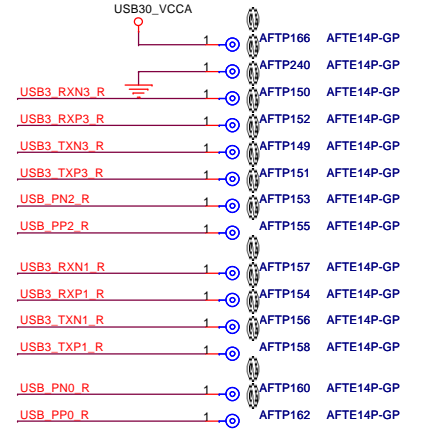 USB30_VCCA
1 AFTP166 AFTE14P-GP
1 AFTP240 AFTE14P-GP
USB3_RXN3_R 1 AFTP150 AFTE14P-GP
USB3_RXP3_R 1 AFTP152 AFTE14P-GP
USB3_TXN3_R 1 AFTP149 AFTE14P-GP
USB3_TXP3_R 1 AFTP151 AFTE14P-GP
USB_PN2_R 1 AFTP153 AFTE14P-GP
USB_PP2_R 1 AFTP155 AFTE14P-GP
USB3_RXN1_R 1 AFTP157 AFTE14P-GP
USB3_RXP1_R 1 AFTP154 AFTE14P-GP
USB3_TXN1_R 1 AFTP156 AFTE14P-GP
USB3_TXP1_R 1 AFTP158 AFTE14P-GP
USB_PN0_R 1 AFTP160 AFTE14P-GP
USB_PP0_R 1 AFTP162 AFTE14P-GP